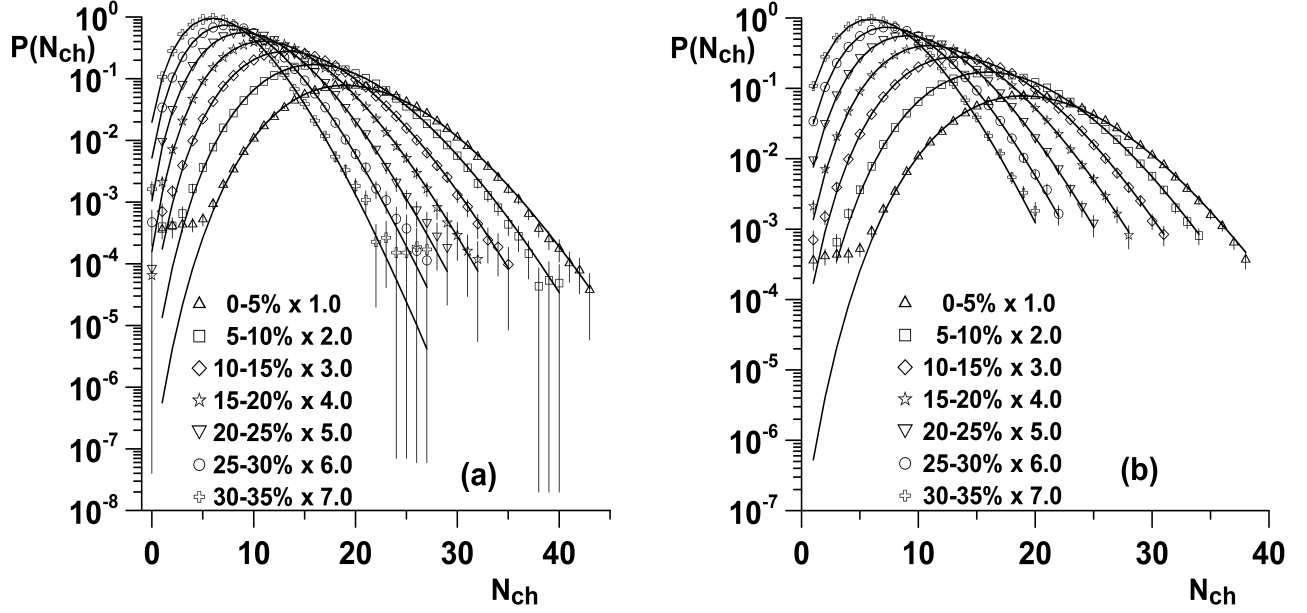 P(N_ch)
10^0
10^-1
10^-2
10^-3
10^-4
10^-5
10^-6
10^-7
10^-8
0-5% x 1.0
5-10% x 2.0
10-15% x 3.0
15-20% x 4.0
20-25% x 5.0
25-30% x 6.0
30-35% x 7.0
(a)
0 10 20 30 40
N_ch
P(N_ch)
10^0
10^-1
10^-2
10^-3
10^-4
10^-5
10^-6
10^-7
0-5% x 1.0
5-10% x 2.0
10-15% x 3.0
15-20% x 4.0
20-25% x 5.0
25-30% x 6.0
30-35% x 7.0
(b)
0 10 20 30 40
N_ch